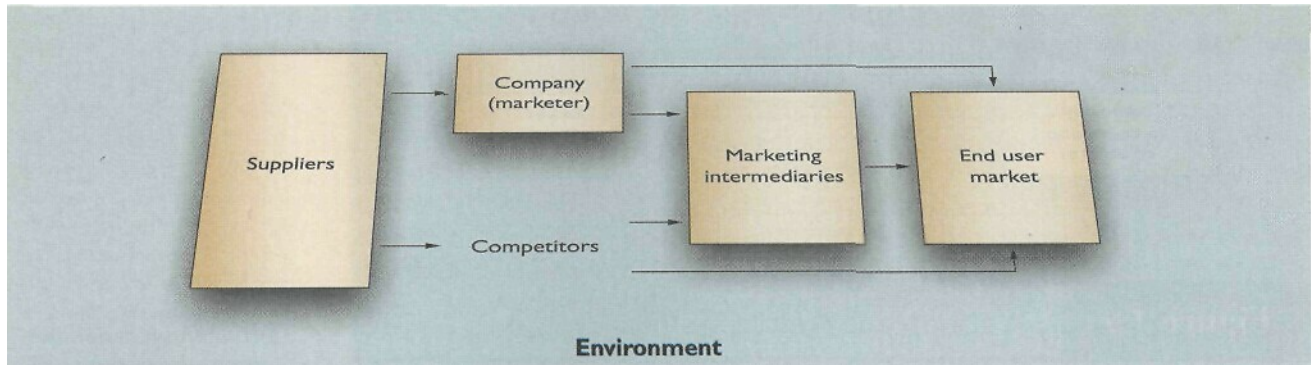 Company
(marketer)
Suppliers
Marketing
intermediaries
End user
market
Competitors
Environment